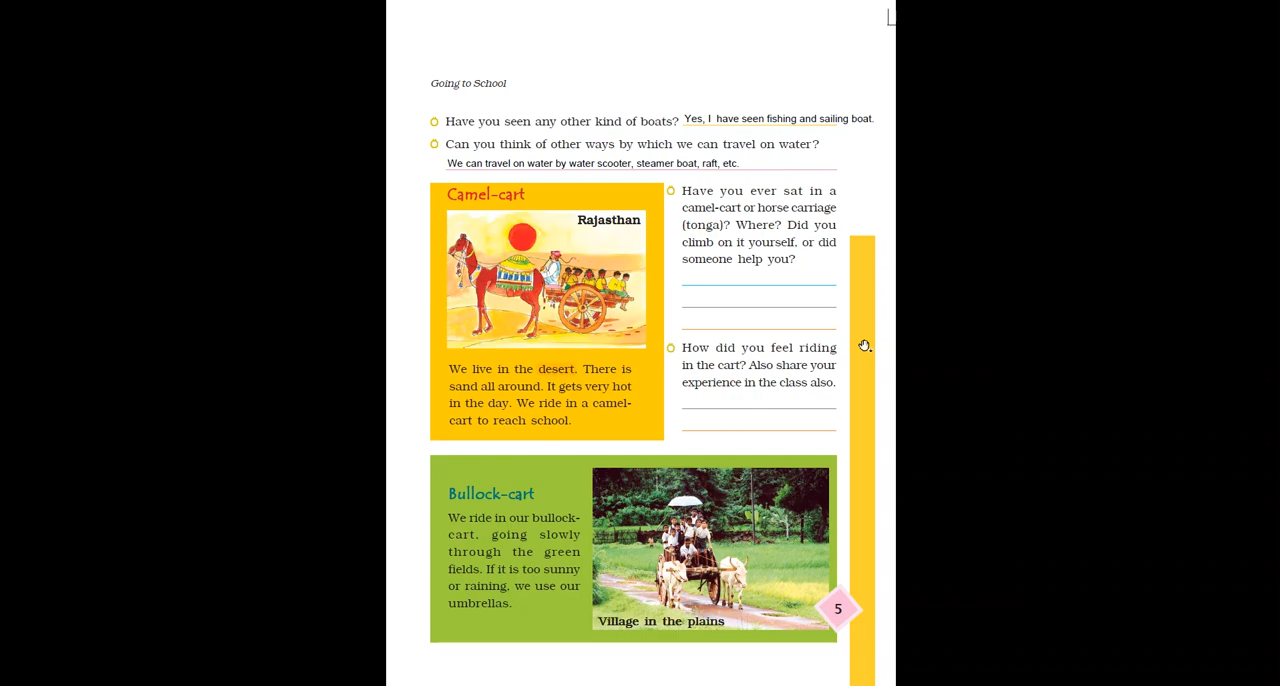 Going to School
Have you seen any other kind of boats? Yes, I have seen fishing and sailing boat.
Can you think of other ways by which we can travel on water?
We can travel on water by water scooter, steamer boat, raft, etc.
Camel-cart
Rajasthan
We live in the desert. There is
sand all around. It gets very hot
in the day. We ride in a camel-
cart to reach school.
Have you ever sat in a
camel-cart or horse carriage
(tonga)? Where? Did you
climb on it yourself, or did
someone help you?
How did you feel riding
in the cart? Also share your
experience in the class also.
Bullock-cart
We ride in our bullock-
cart, going slowly
through the green
fields. If it is too sunny
or raining, we use our
umbrellas.
Village in the plains
5